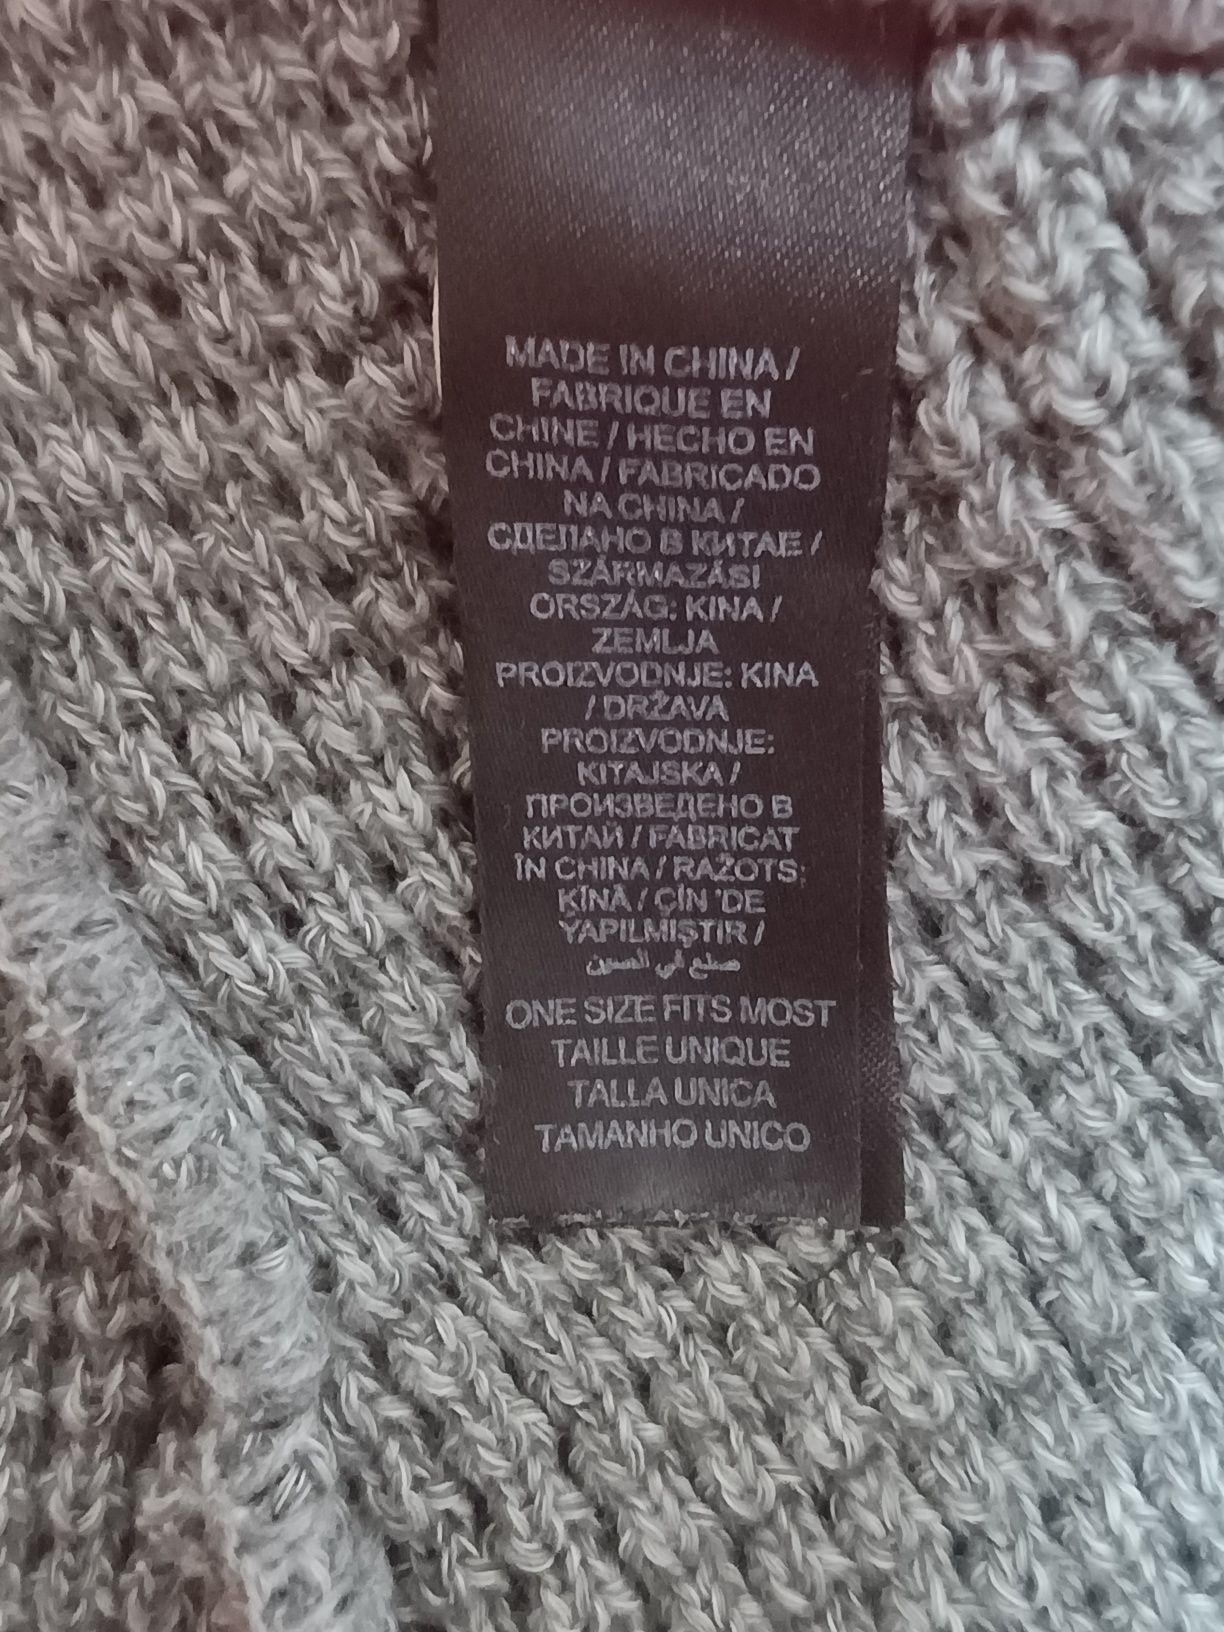 MADE IN CHINA /
FABRIQUE EN
CHINE / HECHO EN
CHINA / FABRICADO
NA CHINA /
СДЕЛАНО В КИТАЕ /
SZÁRMAZÁSI
ORSZÁG: KINA /
ZEMLJA
PROIZVODNJE: KINA
/ DRŽAVA
PROIZVODNJE:
KITAJSKA /
ПРОИЗВЕДЕНО В
КИТАЙ / FABRICAT
ÎN CHINA / RAŽOTS:
ĶĪNĀ / ÇİN 'DE
YAPILMIŞTIR /
صنع في الصين
ONE SIZE FITS MOST
TAILLE UNIQUE
TALLA UNICA
TAMANHO UNICO